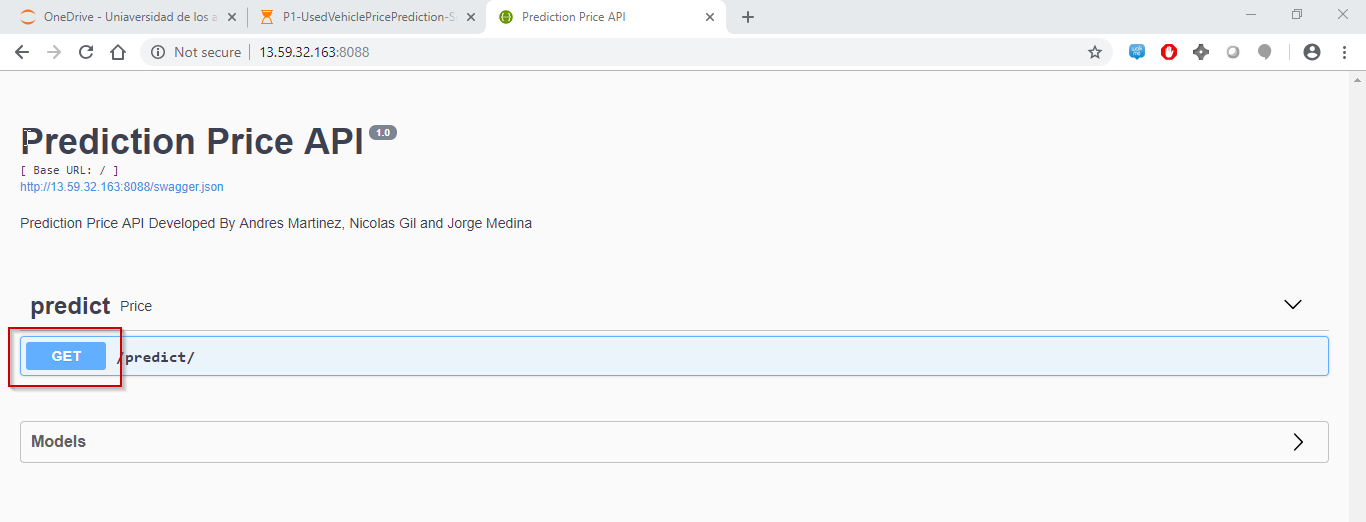 OneDrive - Uniaversidad de los a
P1-UsedVehiclePricePrediction-S
Prediction Price API
Not secure
13.59.32.163:8088
Prediction Price API 1.0
[ Base URL: / ]
http://13.59.32.163:8088/swagger.json
Prediction Price API Developed By Andres Martinez, Nicolas Gil and Jorge Medina
predict Price
GET /predict/
Models